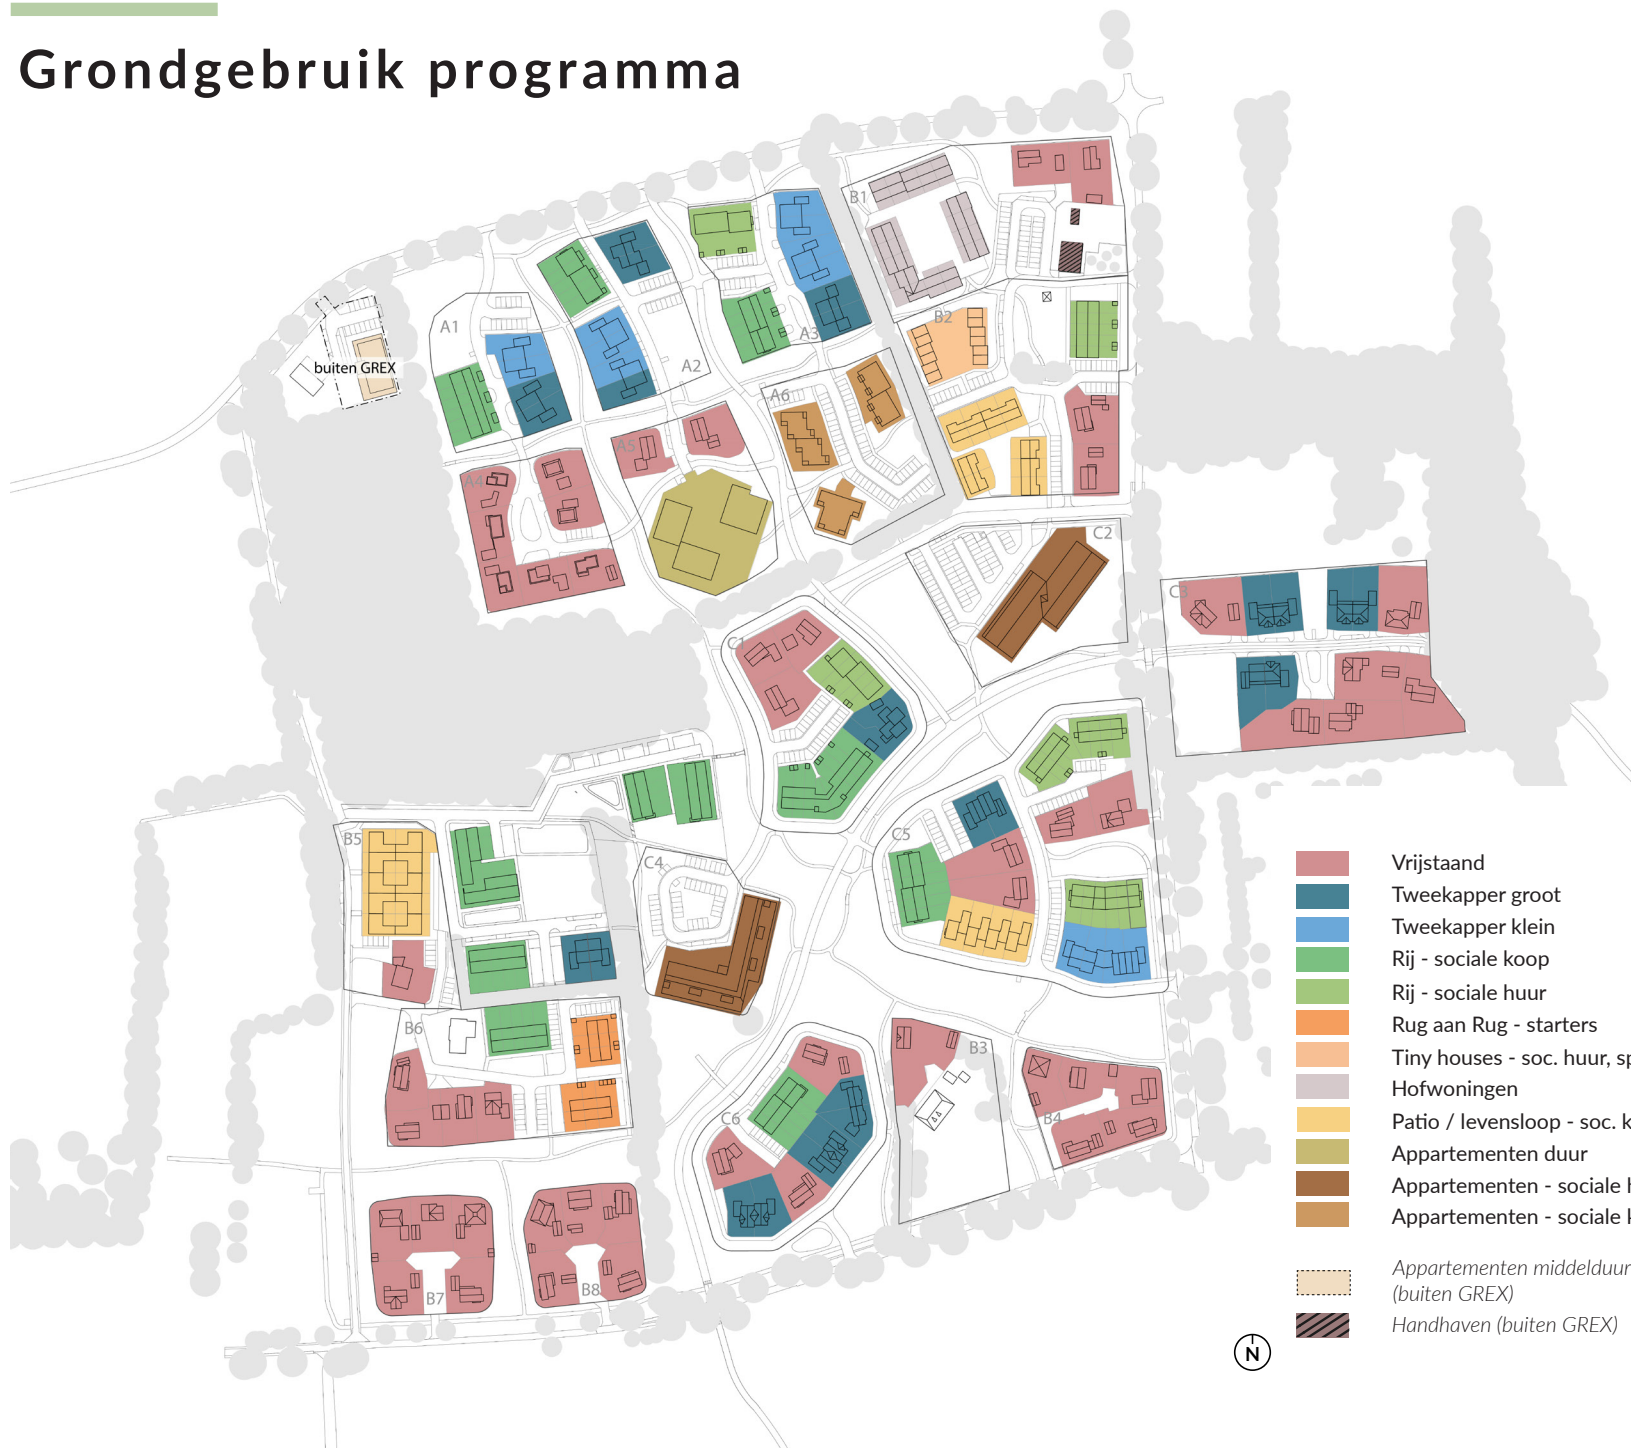 Grondgebruik programma
B1
A1
B2
A3
buiten GREX
A2
A6
A5
A4
C2
C3
C1
C5
B5
C4
B6
B3
C6
B4
B7
B8
Vrijstaand
Tweekapper groot
Tweekapper klein
Rij - sociale koop
Rij - sociale huur
Rug aan Rug - starters
Tiny houses - soc. huur, sp
Hofwoningen
Patio / levensloop - soc. k
Appartementen duur
Appartementen - sociale h
Appartementen - sociale k
Appartementen middelduur
(buiten GREX)
Handhaven (buiten GREX)
N